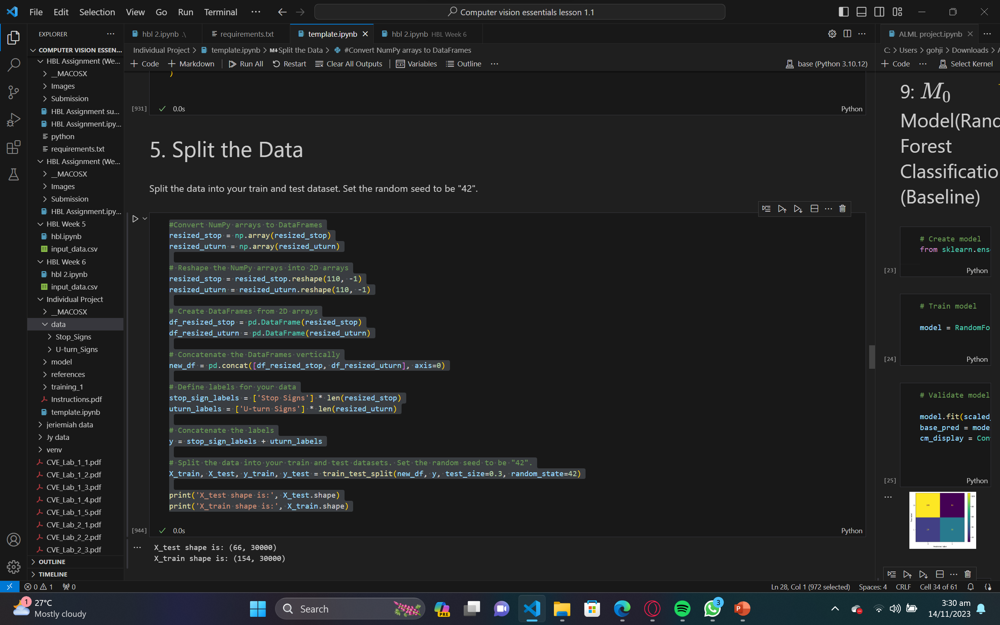 File Edit Selection View Go Run Terminal ··· Computer vision essentials lesson 1.1
EXPLORER ···
COMPUTER VISION ESSEN...
HBL Assignment (We...
__MACOSX
Images
Submission
HBL Assignment su...
HBL Assignment.ipy...
python
requirements.txt
HBL Assignment (We...
__MACOSX
Images
Submission
HBL Assignment.ipy...
HBL Week 5
hbl.ipynb
input_data.csv
HBL Week 6
hbl 2.ipynb
input_data.csv
Individual Project
__MACOSX
data
Stop_Signs
U-turn_Signs
model
references
training_1
Instructions.pdf
template.ipynb
jeriemiah data
Jy data
venv
CVE_Lab_1_1.pdf
CVE_Lab_1_2.pdf
CVE_Lab_1_3.pdf
CVE_Lab_1_4.pdf
CVE_Lab_1_5.pdf
CVE_Lab_2_1.pdf
CVE_Lab_2_2.pdf
CVE_Lab_2_3.pdf
OUTLINE
TIMELINE
hbl 2.ipynb .\ requirements.txt template.ipynb hbl 2.ipynb HBL Week 6
Individual Project > template.ipynb > M↓Split the Data > #Convert NumPy arrays to DataFrames
+ Code + Markdown Run All Restart Clear All Outputs Variables Outline ··· base (Python 3.10.12)
)
[931] 0.0s Python
5. Split the Data
Split the data into your train and test dataset. Set the random seed to be "42".
#Convert NumPy arrays to DataFrames
resized_stop = np.array(resized_stop)
resized_uturn = np.array(resized_uturn)
# Reshape the NumPy arrays into 2D arrays
resized_stop = resized_stop.reshape(110, -1)
resized_uturn = resized_uturn.reshape(110, -1)
# Create DataFrames from 2D arrays
df_resized_stop = pd.DataFrame(resized_stop)
df_resized_uturn = pd.DataFrame(resized_uturn)
# Concatenate the DataFrames vertically
new_df = pd.concat([df_resized_stop, df_resized_uturn], axis=0)
# Define labels for your data
stop_sign_labels = ['Stop Signs'] * len(resized_stop)
uturn_labels = ['U-turn Signs'] * len(resized_uturn)
# Concatenate the labels
y = stop_sign_labels + uturn_labels
# Split the data into your train and test datasets. Set the random seed to be "42".
X_train, X_test, y_train, y_test = train_test_split(new_df, y, test_size=0.3, random_state=42)
print('X_test shape is:', X_test.shape)
print('X_train shape is:', X_train.shape)
[944] 0.0s Python
X_test shape is: (66, 30000)
X_train shape is: (154, 30000)
ALML project.ipynb ···
C: > Users > gohji > Downloads >
+ Code ··· Select Kernel
9: M0
Model(Rand
Forest
Classificatio
(Baseline)
# Create model
from sklearn.ens
[23] Python
# Train model
model = RandomFo
[24] Python
# Validate model
model.fit(scaled_
base_pred = mode
cm_display = Con
[25] Python
True label
Predicted label
0 1 0 Ln 28, Col 1 (972 selected) Spaces: 4 CRLF Cell 34 of 61
1 27°C
Mostly cloudy
Search
PRE
3
P
3:30 am
14/11/2023